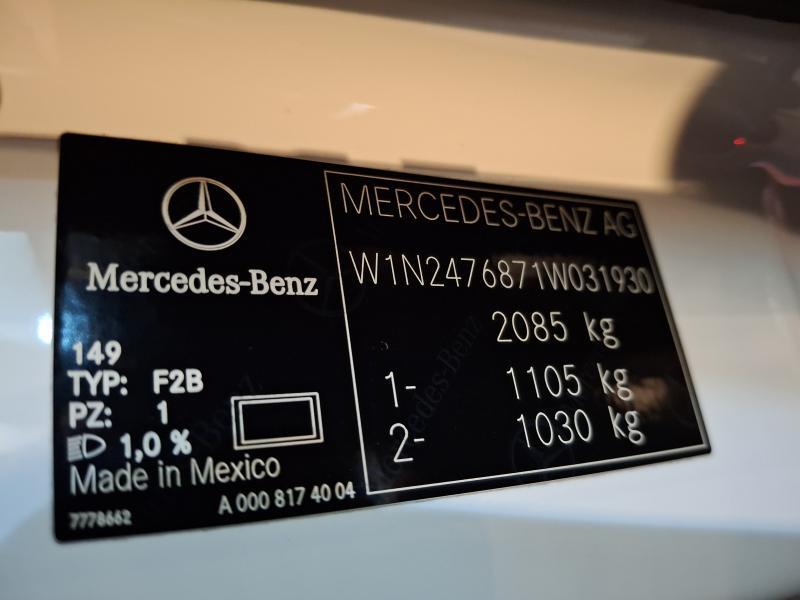 Mercedes-Benz
149
TYP: F2B
PZ: 1
1,0 %
Made in Mexico
7778662
A 000 817 40 04
MERCEDES-BENZ AG
W1N2476871W031930
2085 kg
1- 1105 kg
2- 1030 kg